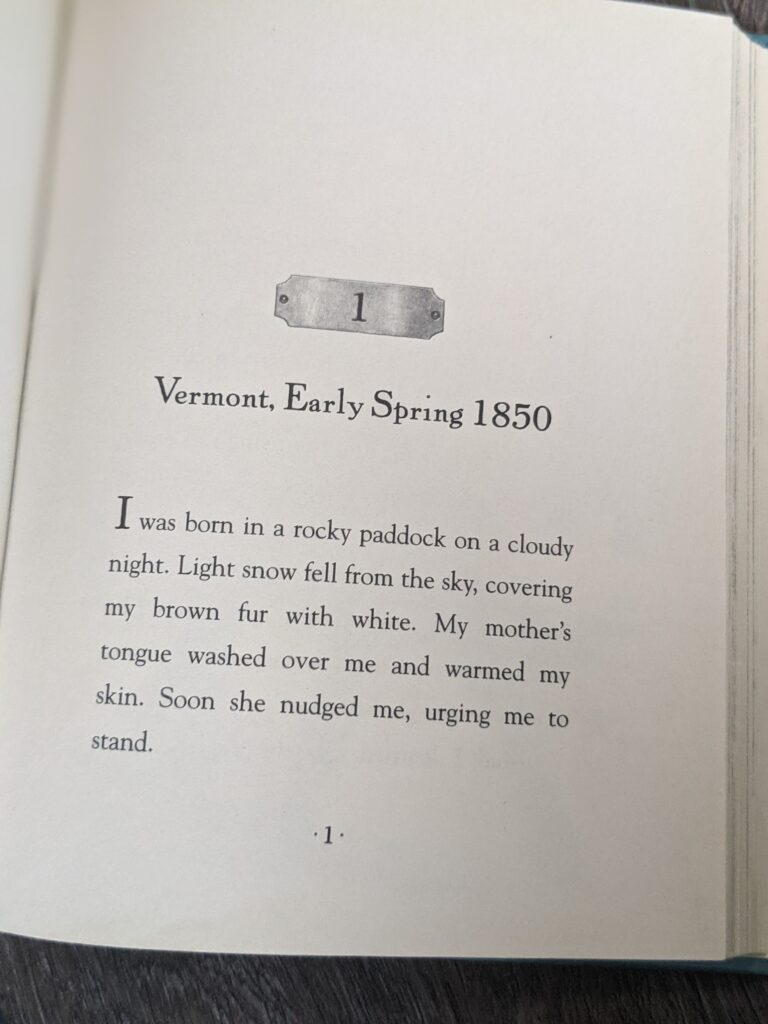 1
Vermont, Early Spring 1850
I was born in a rocky paddock on a cloudy
night. Light snow fell from the sky, covering
my brown fur with white. My mother's
tongue washed over me and warmed my
skin. Soon she nudged me, urging me to
stand.
·1·